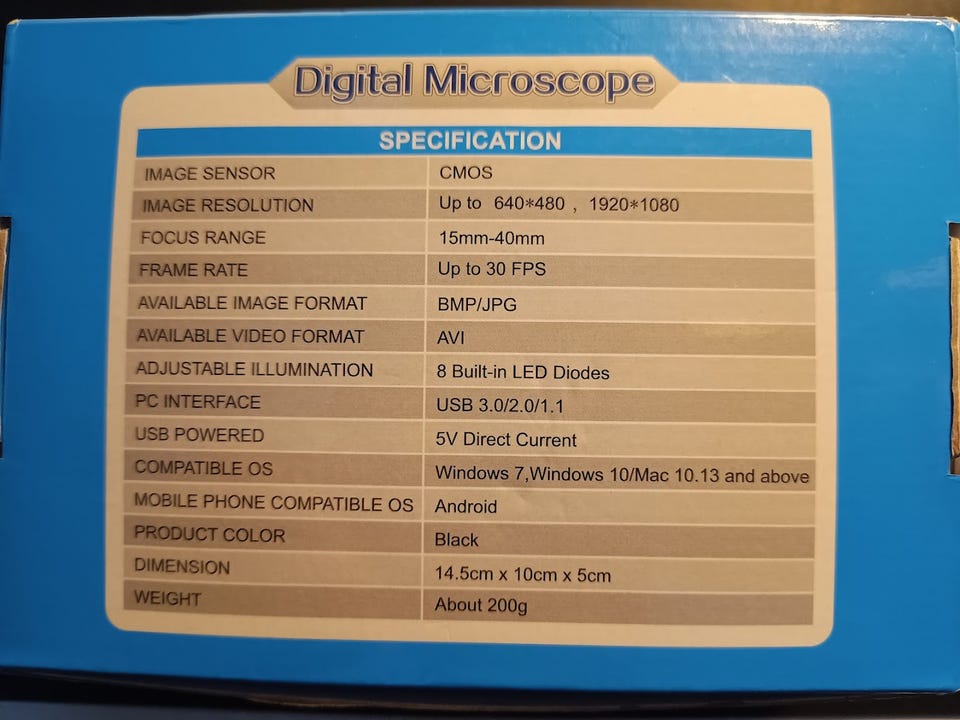 Digital Microscope
SPECIFICATION
IMAGE SENSOR CMOS
IMAGE RESOLUTION Up to 640*480 , 1920*1080
FOCUS RANGE 15mm-40mm
FRAME RATE Up to 30 FPS
AVAILABLE IMAGE FORMAT BMP/JPG
AVAILABLE VIDEO FORMAT AVI
ADJUSTABLE ILLUMINATION 8 Built-in LED Diodes
PC INTERFACE USB 3.0/2.0/1.1
USB POWERED 5V Direct Current
COMPATIBLE OS Windows 7,Windows 10/Mac 10.13 and above
MOBILE PHONE COMPATIBLE OS Android
PRODUCT COLOR Black
DIMENSION 14.5cm x 10cm x 5cm
WEIGHT About 200g